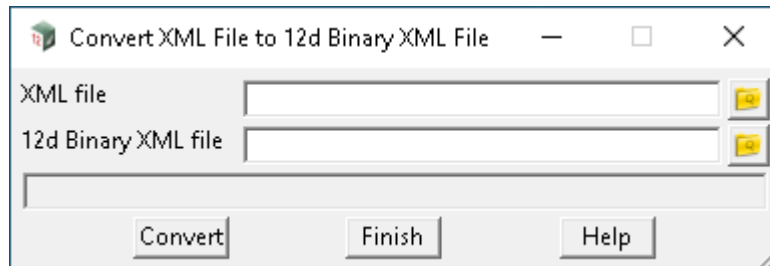 Convert XML File to 12d Binary XML File
XML file
12d Binary XML file
Convert Finish Help